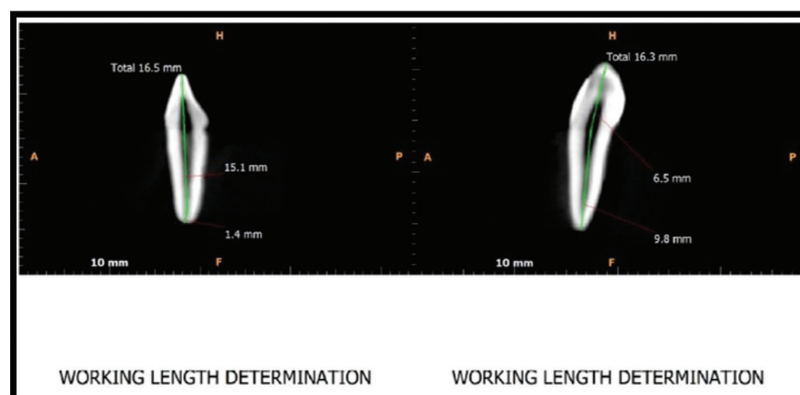 H
Total 16.5 mm
A
P
15.1 mm
1.4 mm
10 mm
F
H
Total 16.3 mm
A
P
6.5 mm
9.8 mm
10 mm
F
WORKING LENGTH DETERMINATION
WORKING LENGTH DETERMINATION